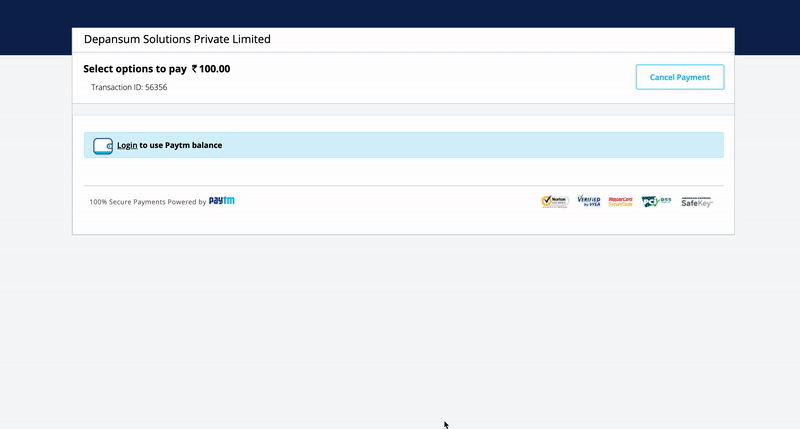 Depansum Solutions Private Limited
Select options to pay ₹ 100.00
Cancel Payment
Transaction ID: 56356
Login to use Paytm balance
100% Secure Payments Powered by paytm
Norton
VERIFIED by VISA
MasterCard SecureCode
PCI DSS
SafeKey